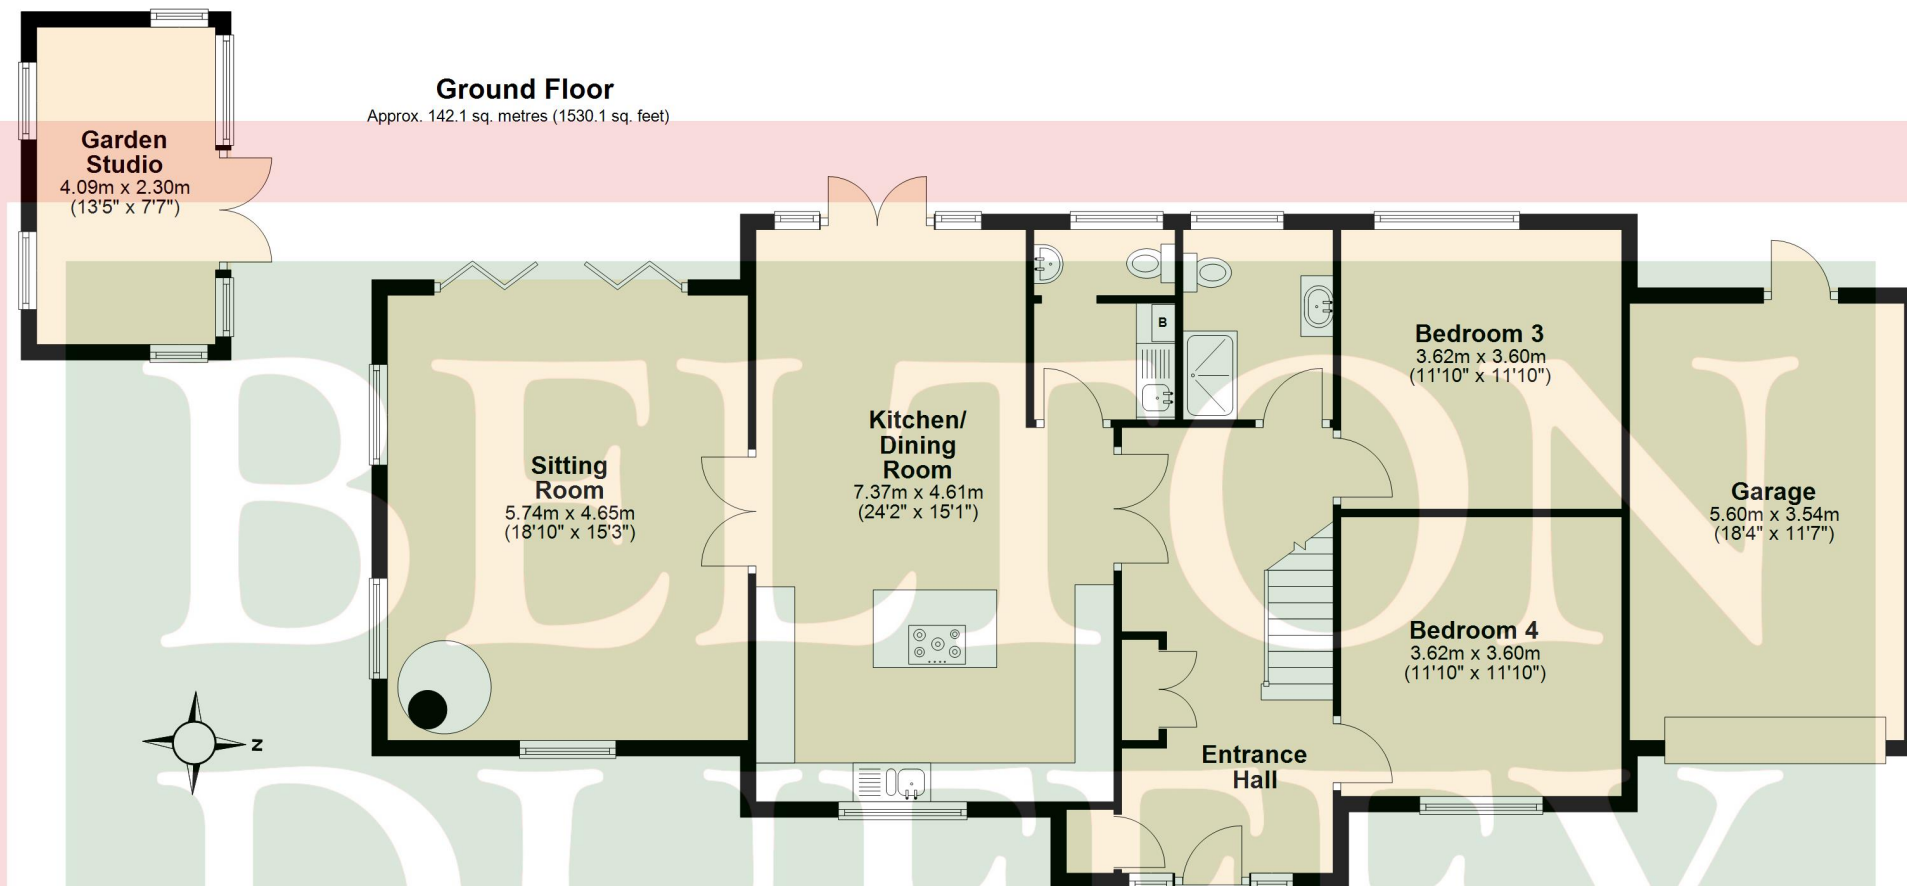 Ground Floor
Approx. 142.1 sq. metres (1530.1 sq. feet)
Garden
Studio
4.09m x 2.30m
(13'5" x 7'7")
Sitting
Room
5.74m x 4.65m
(18'10" x 15'3")
Kitchen/
Dining
Room
7.37m x 4.61m
(24'2" x 15'1")
B
Bedroom 3
3.62m x 3.60m
(11'10" x 11'10")
Garage
5.60m x 3.54m
(18'4" x 11'7")
Bedroom 4
3.62m x 3.60m
(11'10" x 11'10")
Entrance
Hall
N
BELTON
DUFFEY